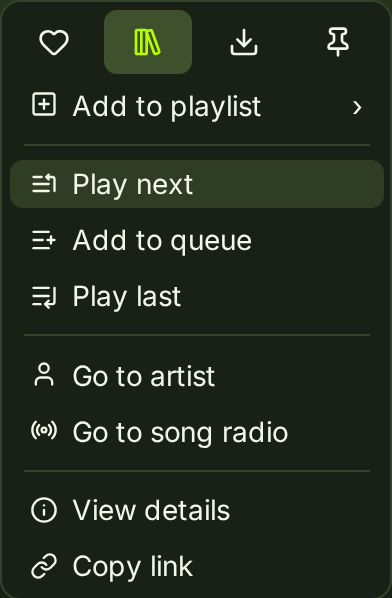 Add to playlist
Play next
Add to queue
Play last
Go to artist
Go to song radio
View details
Copy link